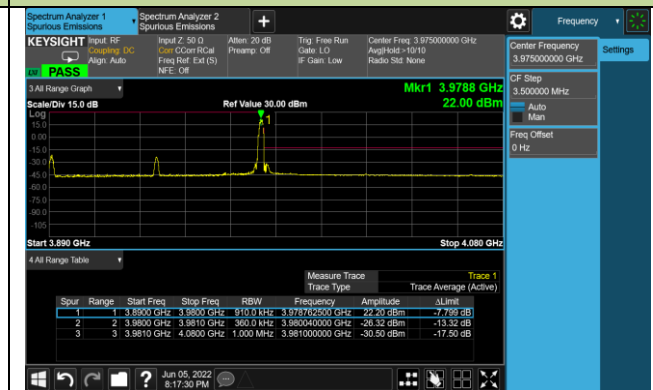 Spectrum Analyzer 1
Spurious Emissions
Spectrum Analyzer 2
Spurious Emissions
+
Frequency
KEYSIGHT
Input: RF
Coupling: DC
Align: Auto
Input Z: 50 Ω
Corr CCorr RCal
Freq Ref: Ext (S)
NFE: Off
Atten: 20 dB
Preamp: Off
Trig: Free Run
Gate: LO
IF Gain: Low
Center Freq: 3.975000000 GHz
Avg|Hold:>10/10
Radio Std: None
PASS
Center Frequency
3.975000000 GHz
Settings
CF Step
3.500000 MHz
Auto
Man
Freq Offset
0 Hz
3 All Range Graph
Mkr1 3.9788 GHz
Scale/Div 15.0 dB
Ref Value 30.00 dBm
22.00 dBm
Log
1
15.0
0.00
-15.0
-30.0
-45.0
-60.0
-75.0
-90.0
-105
Start 3.890 GHz
Stop 4.080 GHz
4 All Range Table
Measure Trace Trace 1
Trace Type Trace Average (Active)
Spur Range Start Freq Stop Freq RBW Frequency Amplitude ΔLimit
1 1 3.8900 GHz 3.9800 GHz 910.0 kHz 3.978762500 GHz 22.20 dBm -7.799 dB
2 2 3.9800 GHz 3.9810 GHz 360.0 kHz 3.980040000 GHz -26.32 dBm -13.32 dB
3 3 3.9810 GHz 4.0800 GHz 1.000 MHz 3.981000000 GHz -30.50 dBm -17.50 dB
?
Jun 05, 2022
8:17:30 PM